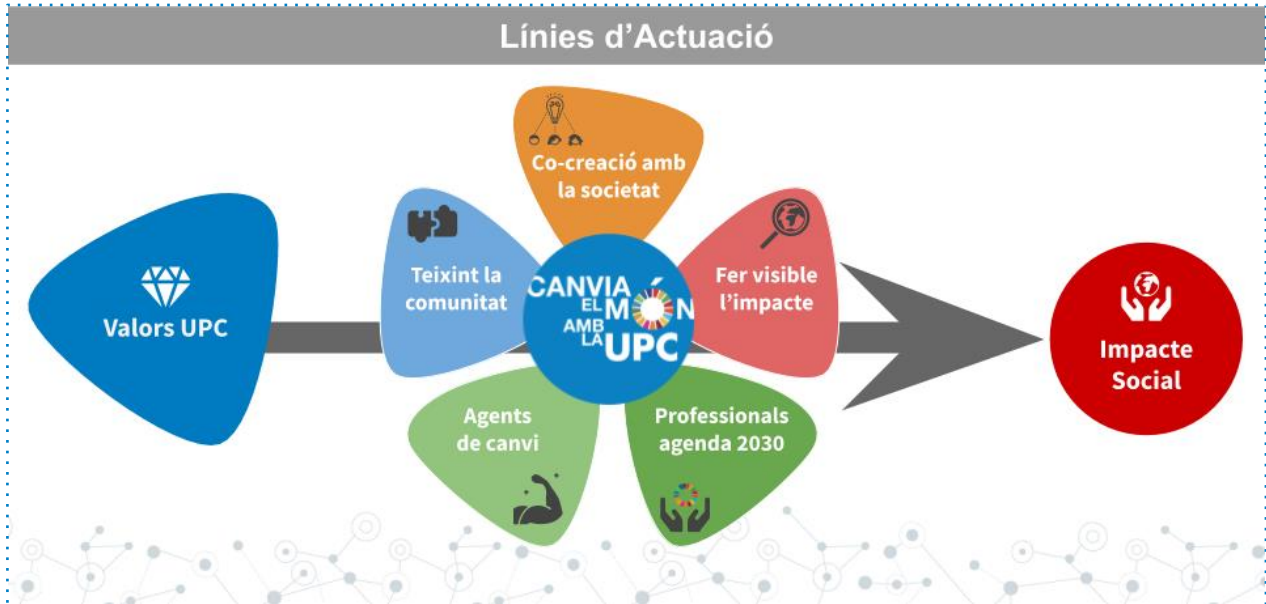 Línies d’Actuació
Co-creació amb
la societat
Teixint la
comunitat
Fer visible
l’impacte
Valors UPC
CANVIA
EL MÓN
AMB
LA UPC
Impacte
Social
Agents
de canvi
Professionals
agenda 2030